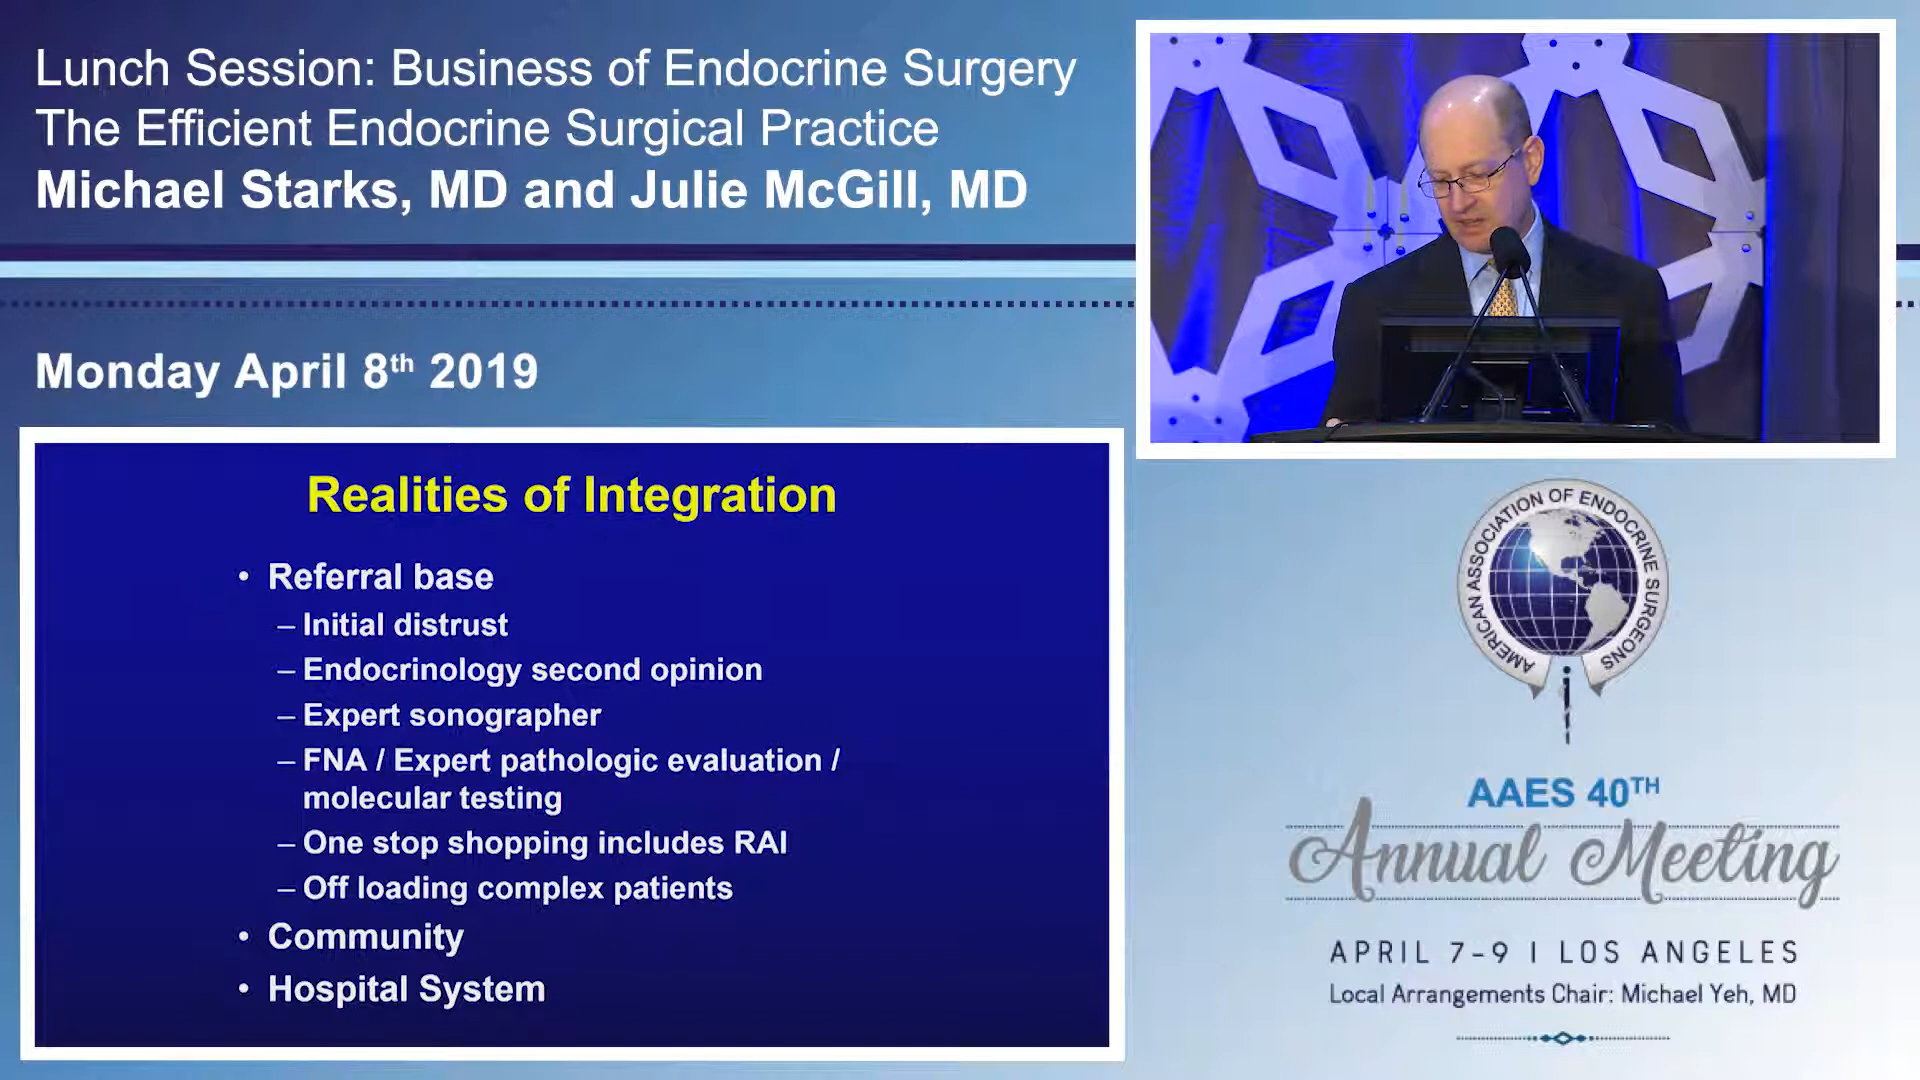 Lunch Session: Business of Endocrine Surgery
The Efficient Endocrine Surgical Practice
Michael Starks, MD and Julie McGill, MD
Monday April 8th 2019
Realities of Integration
• Referral base
– Initial distrust
– Endocrinology second opinion
– Expert sonographer
– FNA / Expert pathologic evaluation /
molecular testing
– One stop shopping includes RAI
– Off loading complex patients
• Community
• Hospital System
AMERICAN ASSOCIATION OF ENDOCRINE SURGEONS
AAES 40TH
Annual Meeting
APRIL 7-9 | LOS ANGELES
Local Arrangements Chair: Michael Yeh, MD